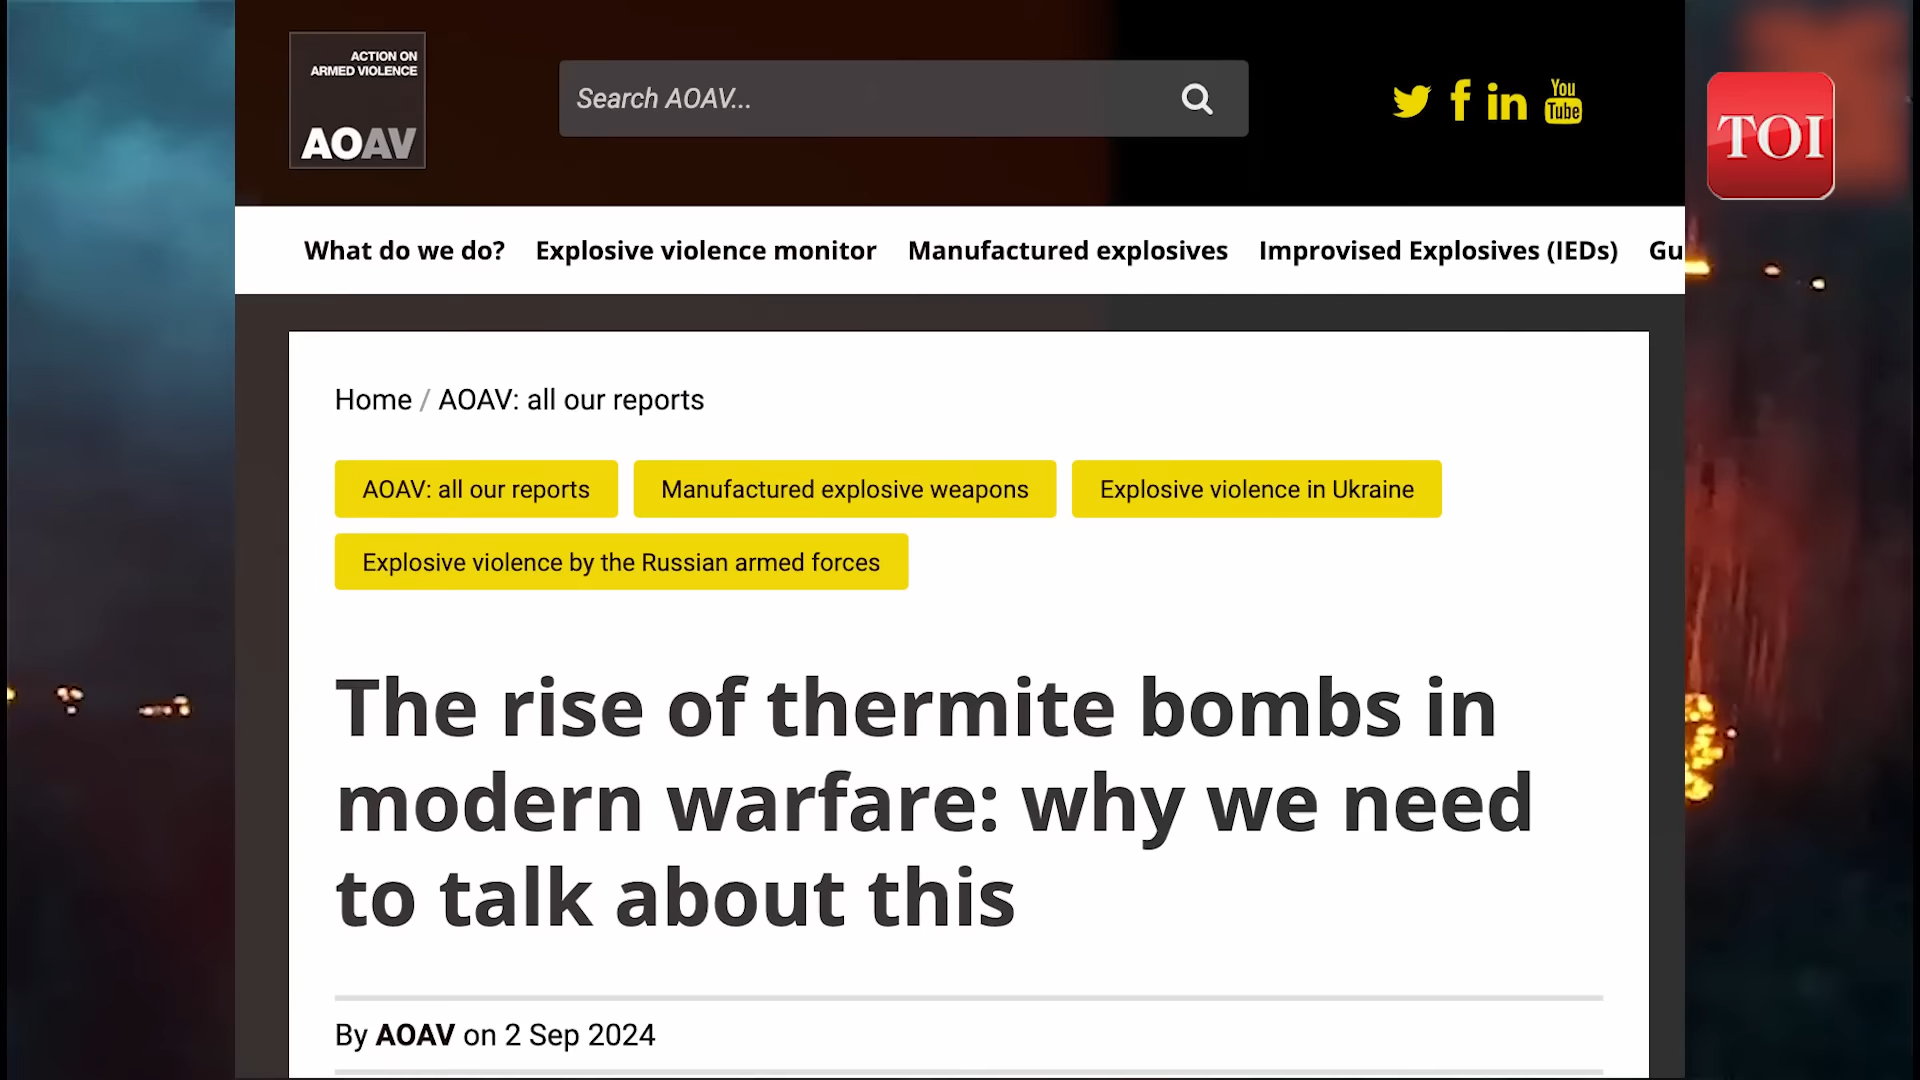 ACTION ON
ARMED VIOLENCE
AOAV
Search AOAV...
You
Tube
TOI
What do we do? Explosive violence monitor Manufactured explosives Improvised Explosives (IEDs) Gu
Home / AOAV: all our reports
AOAV: all our reports Manufactured explosive weapons Explosive violence in Ukraine
Explosive violence by the Russian armed forces
The rise of thermite bombs in
modern warfare: why we need
to talk about this
By AOAV on 2 Sep 2024